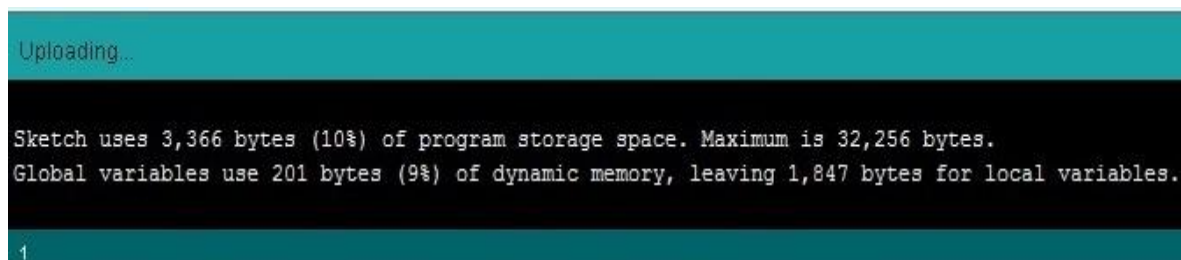 Uploading...
Sketch uses 3,366 bytes (10%) of program storage space. Maximum is 32,256 bytes.
Global variables use 201 bytes (9%) of dynamic memory, leaving 1,847 bytes for local variables.
1